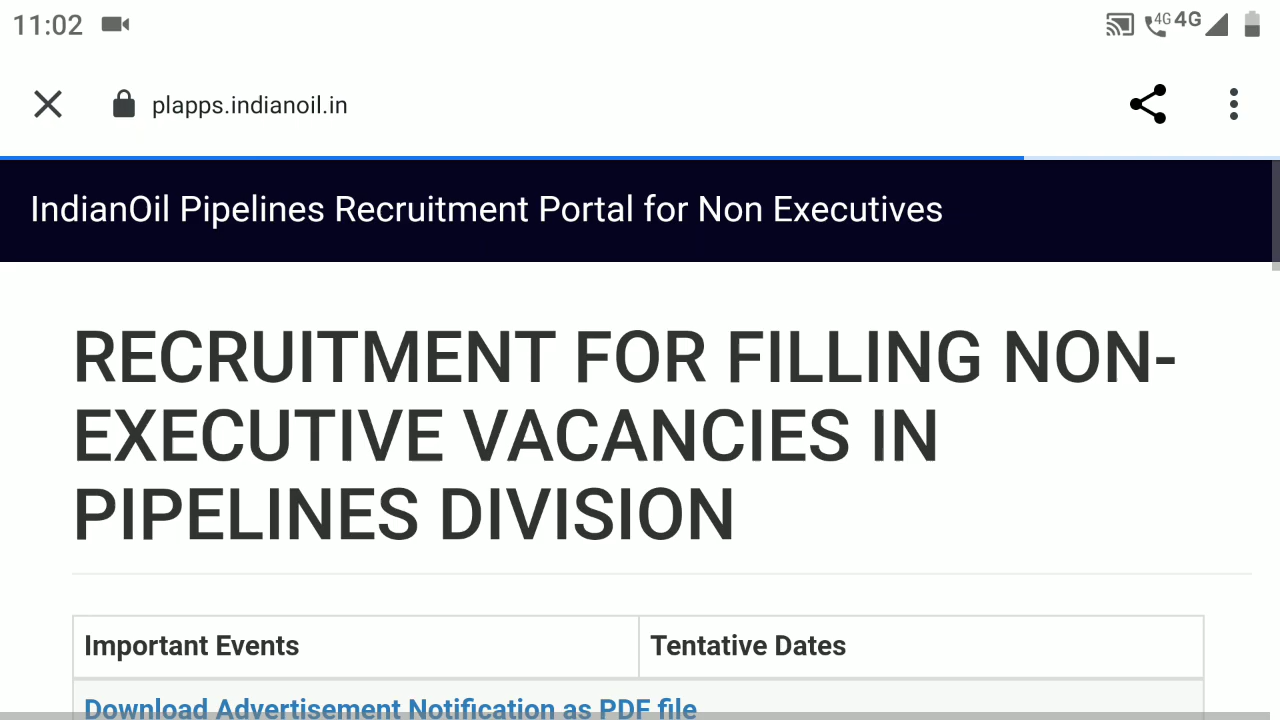 11:02
4G 4G
plapps.indianoil.in
IndianOil Pipelines Recruitment Portal for Non Executives
RECRUITMENT FOR FILLING NON-
EXECUTIVE VACANCIES IN
PIPELINES DIVISION
Important Events
Tentative Dates
Download Advertisement Notification as PDF file